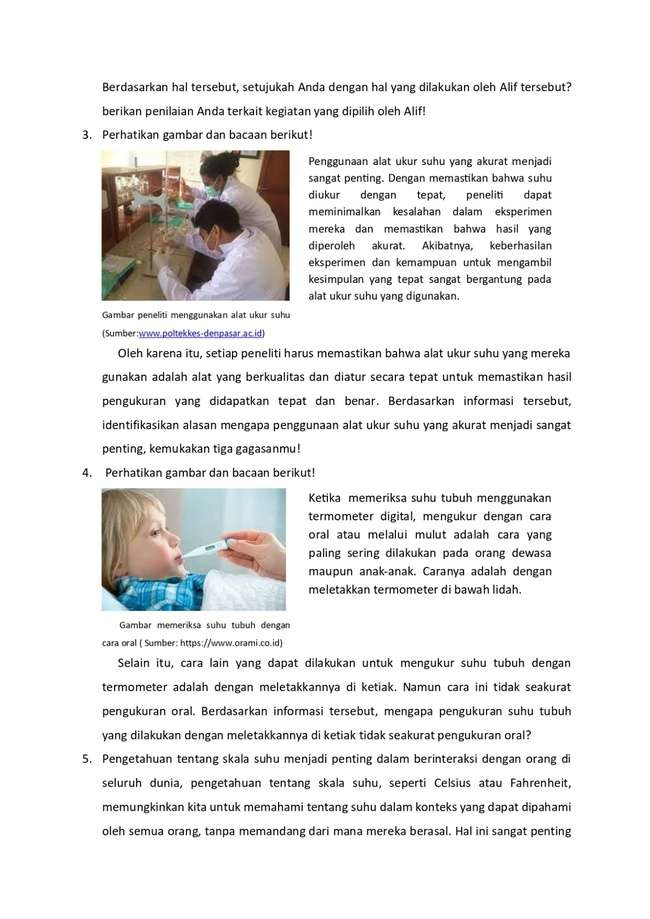 Berdasarkan hal tersebut, setujukah Anda dengan hal yang dilakukan oleh Alif tersebut?
berikan penilaian Anda terkait kegiatan yang dipilih oleh Alif!
3. Perhatikan gambar dan bacaan berikut!
Penggunaan alat ukur suhu yang akurat menjadi
sangat penting. Dengan memastikan bahwa suhu
diukur dengan tepat, peneliti dapat
meminimalkan kesalahan dalam eksperimen
mereka dan memastikan bahwa hasil yang
diperoleh akurat. Akibatnya, keberhasilan
eksperimen dan kemampuan untuk mengambil
kesimpulan yang tepat sangat bergantung pada
alat ukur suhu yang digunakan.
Gambar peneliti menggunakan alat ukur suhu
(Sumber:www.poltekkes-denpasar.ac.id)
Oleh karena itu, setiap peneliti harus memastikan bahwa alat ukur suhu yang mereka
gunakan adalah alat yang berkualitas dan diatur secara tepat untuk memastikan hasil
pengukuran yang didapatkan tepat dan benar. Berdasarkan informasi tersebut,
identifikasikan alasan mengapa penggunaan alat ukur suhu yang akurat menjadi sangat
penting, kemukakan tiga gagasanmu!
4. Perhatikan gambar dan bacaan berikut!
Ketika memeriksa suhu tubuh menggunakan
termometer digital, mengukur dengan cara
oral atau melalui mulut adalah cara yang
paling sering dilakukan pada orang dewasa
maupun anak-anak. Caranya adalah dengan
meletakkan termometer di bawah lidah.
Gambar memeriksa suhu tubuh dengan
cara oral ( Sumber: https://www.orami.co.id)
Selain itu, cara lain yang dapat dilakukan untuk mengukur suhu tubuh dengan
termometer adalah dengan meletakkannya di ketiak. Namun cara ini tidak seakurat
pengukuran oral. Berdasarkan informasi tersebut, mengapa pengukuran suhu tubuh
yang dilakukan dengan meletakkannya di ketiak tidak seakurat pengukuran oral?
5. Pengetahuan tentang skala suhu menjadi penting dalam berinteraksi dengan orang di
seluruh dunia, pengetahuan tentang skala suhu, seperti Celsius atau Fahrenheit,
memungkinkan kita untuk memahami tentang suhu dalam konteks yang dapat dipahami
oleh semua orang, tanpa memandang dari mana mereka berasal. Hal ini sangat penting